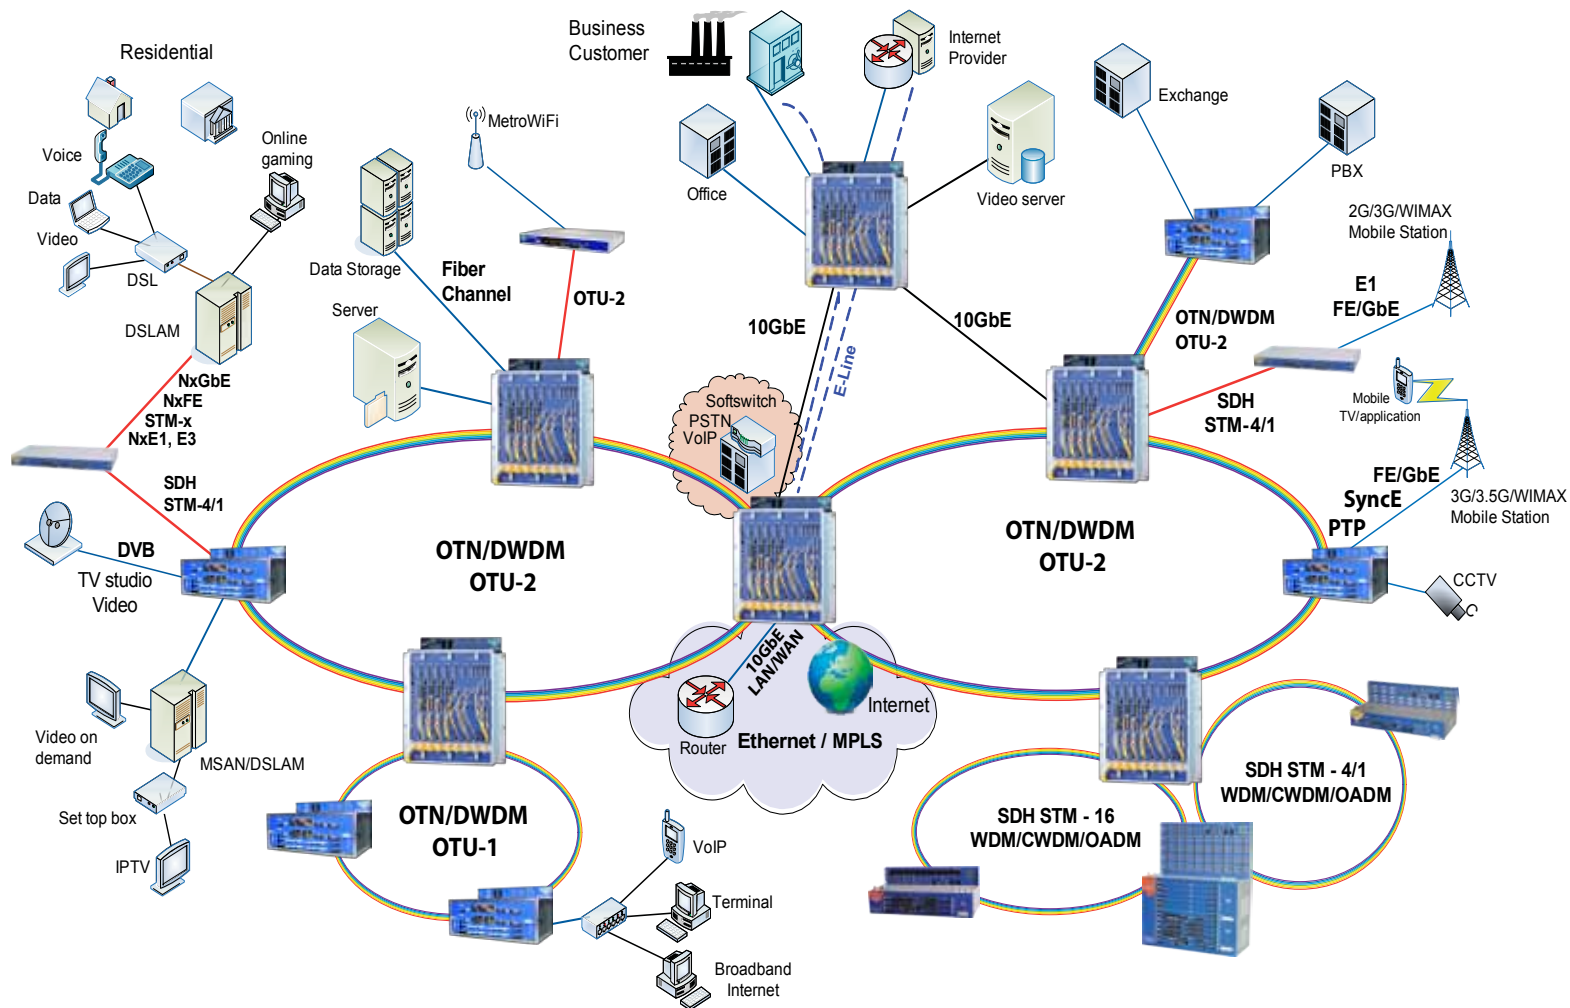 Residential
Voice
Online
gaming
Data
Video
DSL
DSLAM
NxGbE
NxFE
STM-x
NxE1, E3
SDH
STM-4/1
DVB
TV studio
Video
Video on
demand
MSAN/DSLAM
Set top box
IPTV
MetroWiFi
Data Storage
Fiber
Channel
OTU-2
Server
Business
Customer
Internet
Provider
Office
Video server
10GbE
E-Line
10GbE
Softswitch
PSTN
VoIP
Exchange
PBX
2G/3G/WIMAX
Mobile Station
E1
FE/GbE
OTN/DWDM
OTU-2
SDH
STM-4/1
Mobile
TV/application
FE/GbE
SyncE
PTP
3G/3.5G/WIMAX
Mobile Station
CCTV
OTN/DWDM
OTU-2
OTN/DWDM
OTU-2
10GbE
LAN/WAN
Internet
Router
Ethernet / MPLS
OTN/DWDM
OTU-1
VoIP
Terminal
Broadband
Internet
SDH STM - 16
WDM/CWDM/OADM
SDH STM - 4/1
WDM/CWDM/OADM